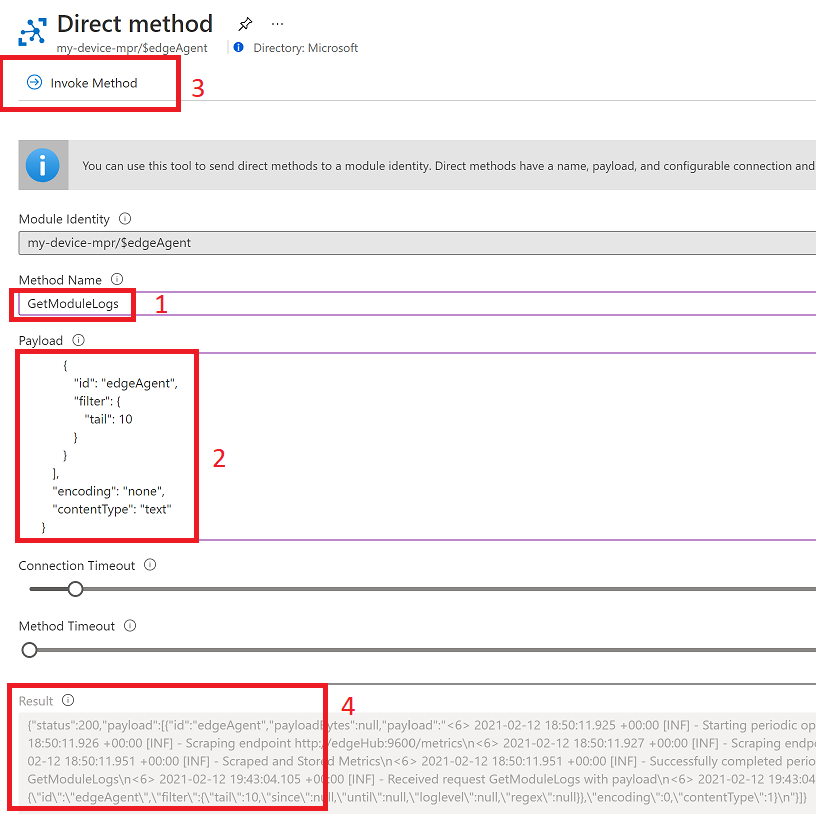 Direct method
...
my-device-mpr/$edgeAgent
Directory: Microsoft
Invoke Method
3
You can use this tool to send direct methods to a module identity. Direct methods have a name, payload, and configurable connection and
Module Identity
my-device-mpr/$edgeAgent
Method Name
GetModuleLogs
1
Payload
{
"id": "edgeAgent",
"filter": {
"tail": 10
}
}
],
"encoding": "none",
"contentType": "text"
}
2
Connection Timeout
Method Timeout
Result
4
{"status":200,"payload":[{"id":"edgeAgent","payloadBytes":null,"payload":"<6> 2021-02-12 18:50:11.925 +00:00 [INF] - Starting periodic op
18:50:11.926 +00:00 [INF] - Scraping endpoint http://edgeHub:9600/metrics\n<6> 2021-02-12 18:50:11.927 +00:00 [INF] - Scraping endp
02-12 18:50:11.951 +00:00 [INF] - Scraped and Stored Metrics\n<6> 2021-02-12 18:50:11.951 +00:00 [INF] - Successfully completed perio
GetModuleLogs\n<6> 2021-02-12 19:43:04.105 +00:00 [INF] - Received request GetModuleLogs with payload\n<6> 2021-02-12 19:43:04
{\"id\":\"edgeAgent\",\"filter\":{\"tail\":10,\"since\":null,\"until\":null,\"loglevel\":null,\"regex\":null}},\"encoding\":0,\"contentType\":1}\n"}]}